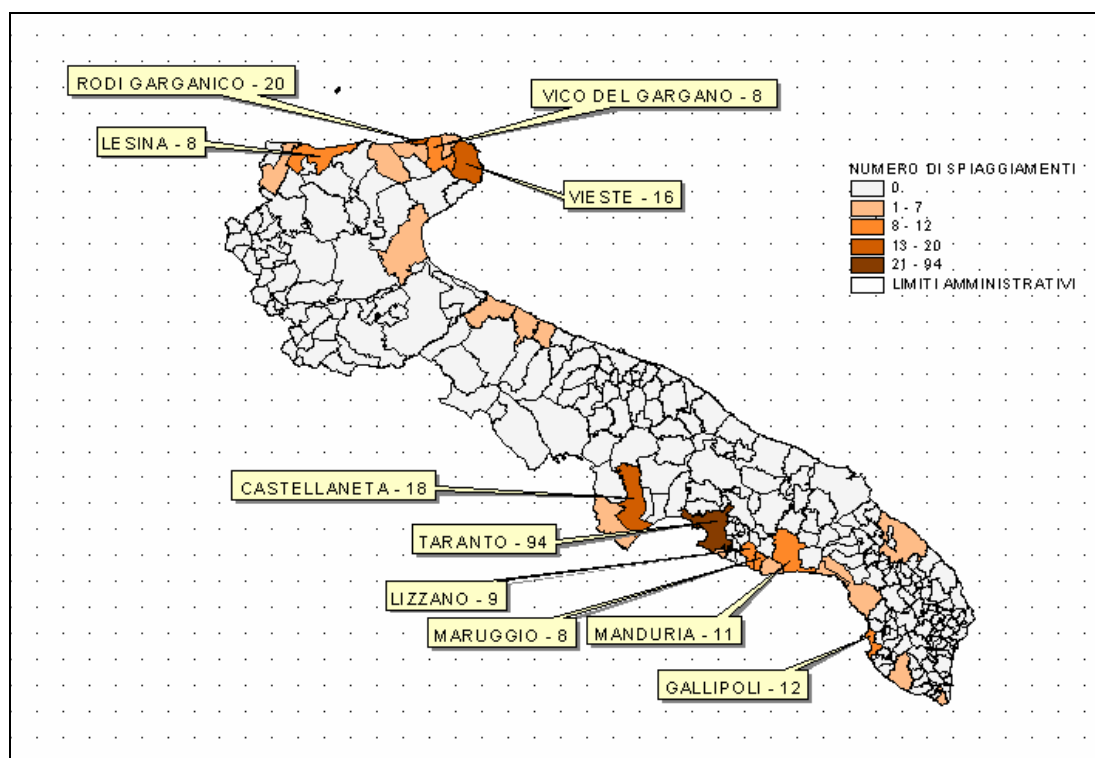 RODI GARGANICO - 20
VICO DEL GARGANO - 8
LESINA - 8
VIESTE - 16
NUMERO DI SPIAGGIAMENTI
0
1 - 7
8 - 12
13 - 20
21 - 94
LIMITI AMMINISTRATIVI
CASTELLANETA - 18
TARANTO - 94
LIZZANO - 9
MARUGGIO - 8
MANDURIA - 11
GALLIPOLI - 12